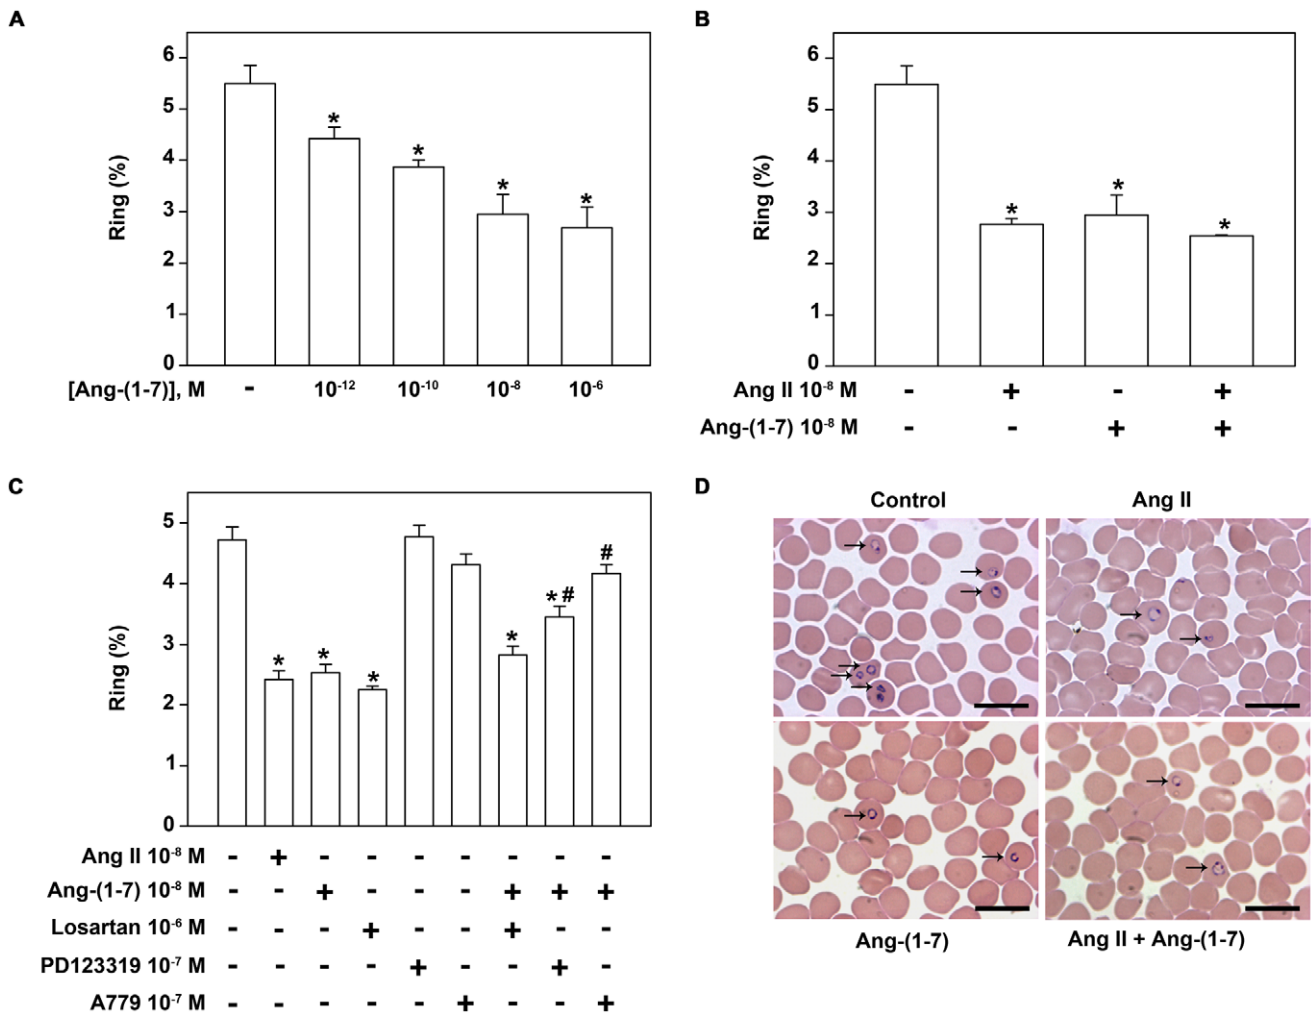 A
6
5
4
3
2
1
0
Ring (%)
*
*
*
*
[Ang-(1-7)], M - 10⁻¹² 10⁻¹⁰ 10⁻⁸ 10⁻⁶
B
6
5
4
3
2
1
0
Ring (%)
*
*
*
Ang II 10⁻⁸ M - + - +
Ang-(1-7) 10⁻⁸ M - - + +
C
5
4
3
2
1
0
Ring (%)
*
*
*
*
*#
#
Ang II 10⁻⁸ M - + - - - - - - -
Ang-(1-7) 10⁻⁸ M - - + - - - + + +
Losartan 10⁻⁶ M - - - + - - + - -
PD123319 10⁻⁷ M - - - - + - - + -
A779 10⁻⁷ M - - - - - + - - +
D
Control
Ang II
Ang-(1-7)
Ang II + Ang-(1-7)